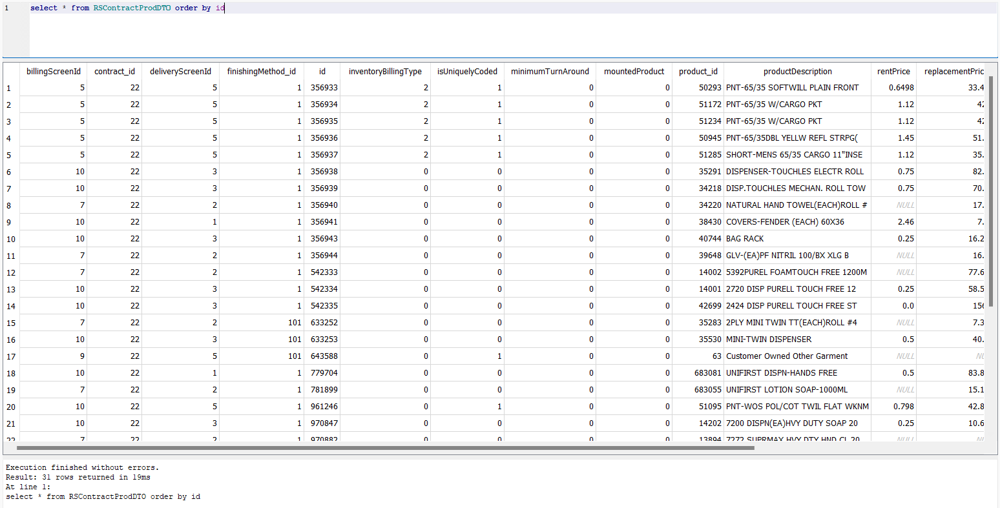 1 select * from RSContractProdDTO order by id
billingScreenId contract_id deliveryScreenId finishingMethod_id id inventoryBillingType isUniquelyCoded minimumTurnAround mountedProduct product_id productDescription rentPrice replacementPric
1 5 22 5 1 356933 2 1 0 0 50293 PNT-65/35 SOFTWILL PLAIN FRONT 0.6498 33.4
2 5 22 5 1 356934 2 1 0 0 51172 PNT-65/35 W/CARGO PKT 1.12 42
3 5 22 5 1 356935 2 1 0 0 51234 PNT-65/35 W/CARGO PKT 1.12 42
4 5 22 5 1 356936 2 1 0 0 50945 PNT-65/35DBL YELLW REFL STRPG( 1.45 51.
5 5 22 5 1 356937 2 1 0 0 51285 SHORT-MENS 65/35 CARGO 11"INSE 1.12 35.
6 10 22 3 1 356938 0 0 0 0 35291 DISPENSER-TOUCHLES ELECTR ROLL 0.75 82.
7 10 22 3 1 356939 0 0 0 0 34218 DISP.TOUCHLES MECHAN. ROLL TOW 0.75 70.
8 7 22 2 1 356940 0 0 0 0 34220 NATURAL HAND TOWEL(EACH)ROLL # NULL 17.
9 10 22 1 1 356941 0 0 0 0 38430 COVERS-FENDER (EACH) 60X36 2.46 7.
10 10 22 3 1 356943 0 0 0 0 40744 BAG RACK 0.25 16.2
11 7 22 2 1 356944 0 0 0 0 39648 GLV-(EA)PF NITRIL 100/BX XLG B NULL 16.
12 7 22 2 1 542333 0 0 0 0 14002 5392PUREL FOAMTOUCH FREE 1200M NULL 77.6
13 10 22 3 1 542334 0 0 0 0 14001 2720 DISP PURELL TOUCH FREE 12 0.25 58.5
14 10 22 3 1 542335 0 0 0 0 42699 2424 DISP PURELL TOUCH FREE ST 0.0 156
15 7 22 2 101 633252 0 0 0 0 35283 2PLY MINI TWIN TT(EACH)ROLL #4 NULL 7.3
16 10 22 3 101 633253 0 0 0 0 35530 MINI-TWIN DISPENSER 0.5 40.
17 9 22 5 101 643588 0 1 0 0 63 Customer Owned Other Garment NULL NU
18 10 22 1 1 779704 0 0 0 0 683081 UNIFIRST DISPN-HANDS FREE 0.5 83.8
19 7 22 2 1 781899 0 0 0 0 683055 UNIFIRST LOTION SOAP-1000ML NULL 15.1
20 10 22 5 1 961246 0 1 0 0 51095 PNT-WOS POL/COT TWIL FLAT WKNM 0.798 42.8
21 10 22 3 1 970847 0 0 0 0 14202 7200 DISPN(EA)HVY DUTY SOAP 20 0.25 10.6
22 7 22 2 1 970882 0 0 0 0 13894 7272 SUPRMAX HVY DTY HND CL 20 NULL NU
Execution finished without errors.
Result: 31 rows returned in 19ms
At line 1:
select * from RSContractProdDTO order by id